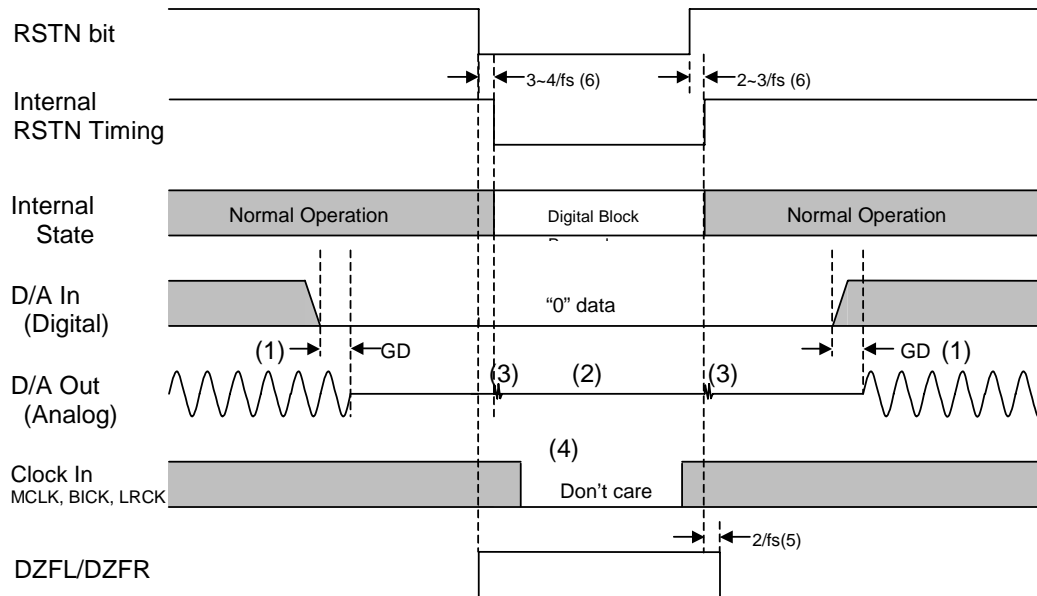 RSTN bit
3~4/fs (6)
2~3/fs (6)
Internal
RSTN Timing
Internal
State
Normal Operation
Digital Block
Normal Operation
D/A In
(Digital)
“0” data
(1)
GD
GD
(1)
D/A Out
(Analog)
(3)
(2)
(3)
(4)
Clock In
MCLK, BICK, LRCK
Don’t care
2/fs(5)
DZFL/DZFR